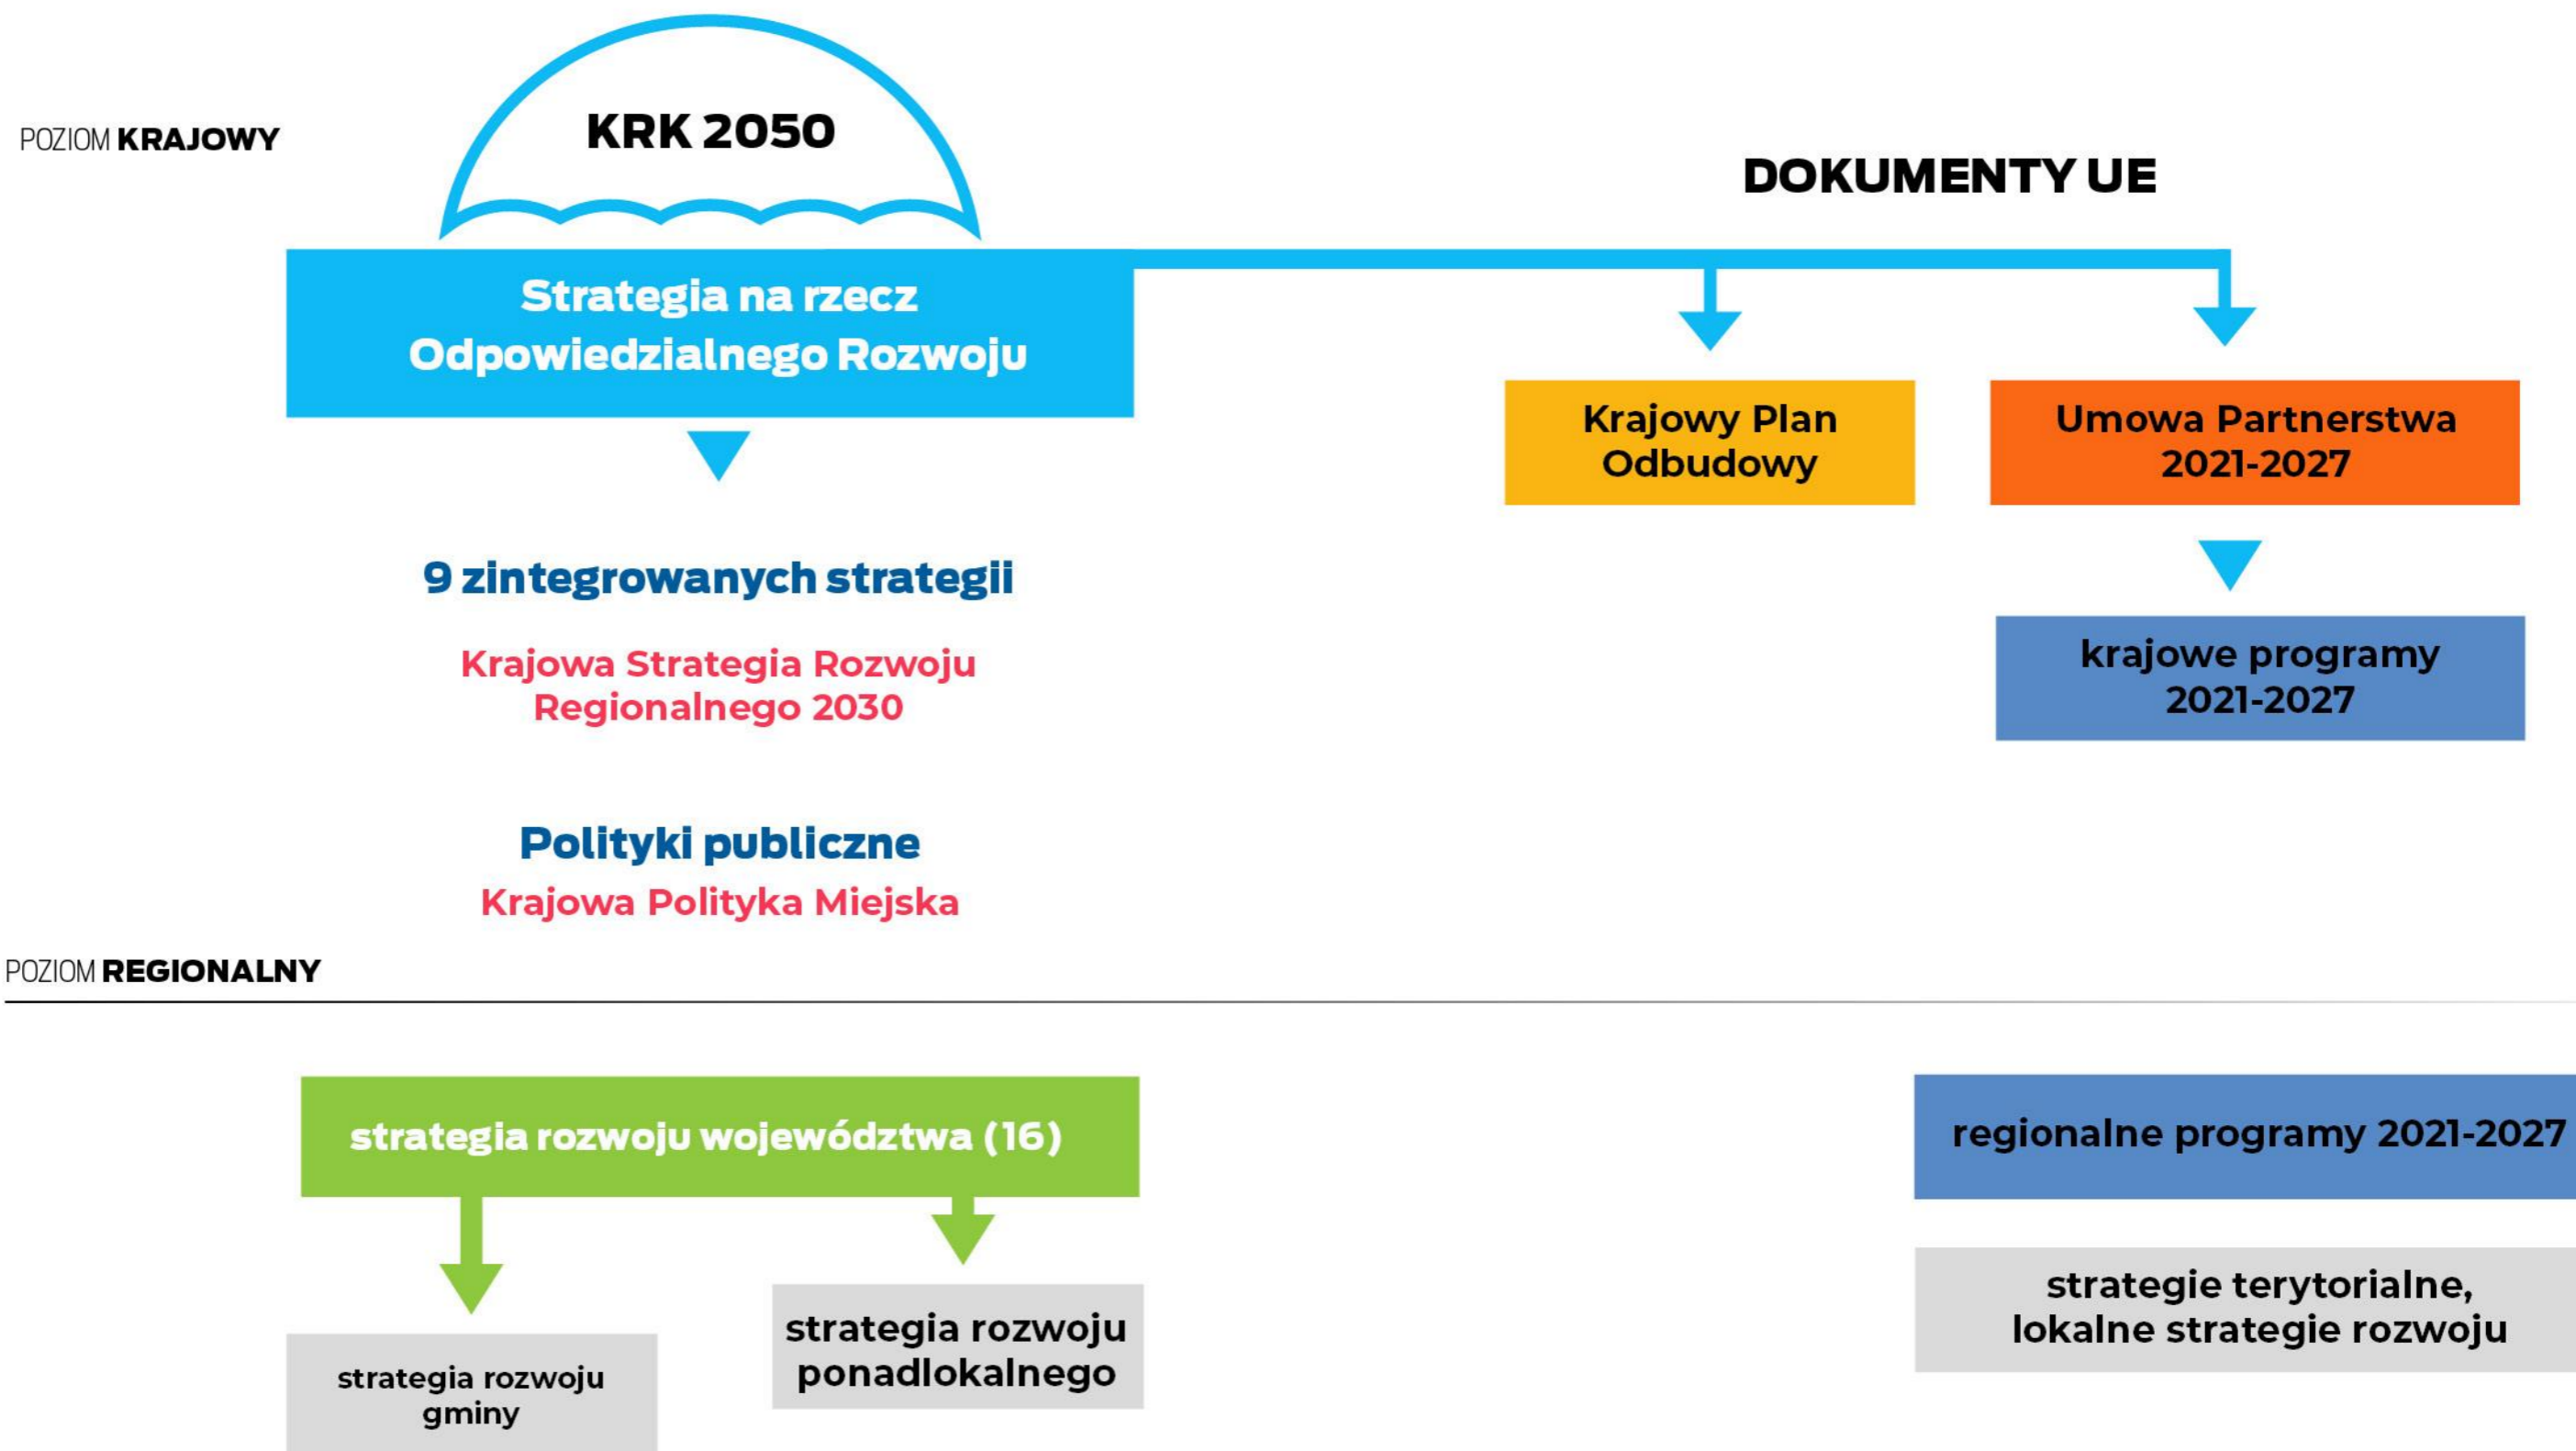 POZIOM KRAJOWY
KRK 2050
DOKUMENTY UE
Strategia na rzecz
Odpowiedzialnego Rozwoju
Krajowy Plan
Odbudowy
Umowa Partnerstwa
2021-2027
9 zintegrowanych strategii
Krajowa Strategia Rozwoju
Regionalnego 2030
krajowe programy
2021-2027
Polityki publiczne
Krajowa Polityka Miejska
POZIOM REGIONALNY
strategia rozwoju województwa (16)
regionalne programy 2021-2027
strategia rozwoju
gminy
strategia rozwoju
ponadlokalnego
strategie terytorialne,
lokalne strategie rozwoju